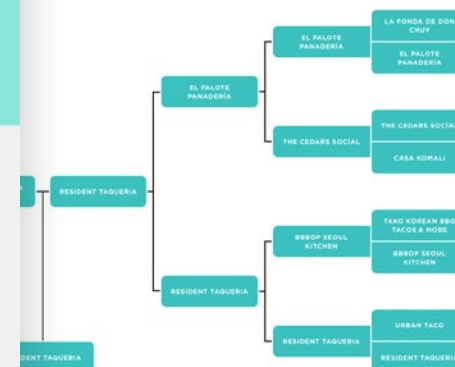 LA FONDA DE DON
CHUY
EL PALOTE
PANADERÍA
EL PALOTE
PANADERÍA
EL PALOTE
PANADERÍA
THE CEDARS SOCIAL
THE CEDARS SOCIAL
CASA KOMALI
RESIDENT TAQUERIA
TAKO KOREAN BBQ
TACOS & MORE
BBBOP SEOUL
KITCHEN
BBBOP SEOUL
KITCHEN
RESIDENT TAQUERIA
URBAN TACO
RESIDENT TAQUERIA
RESIDENT TAQUERIA
DENT TAQUERIA